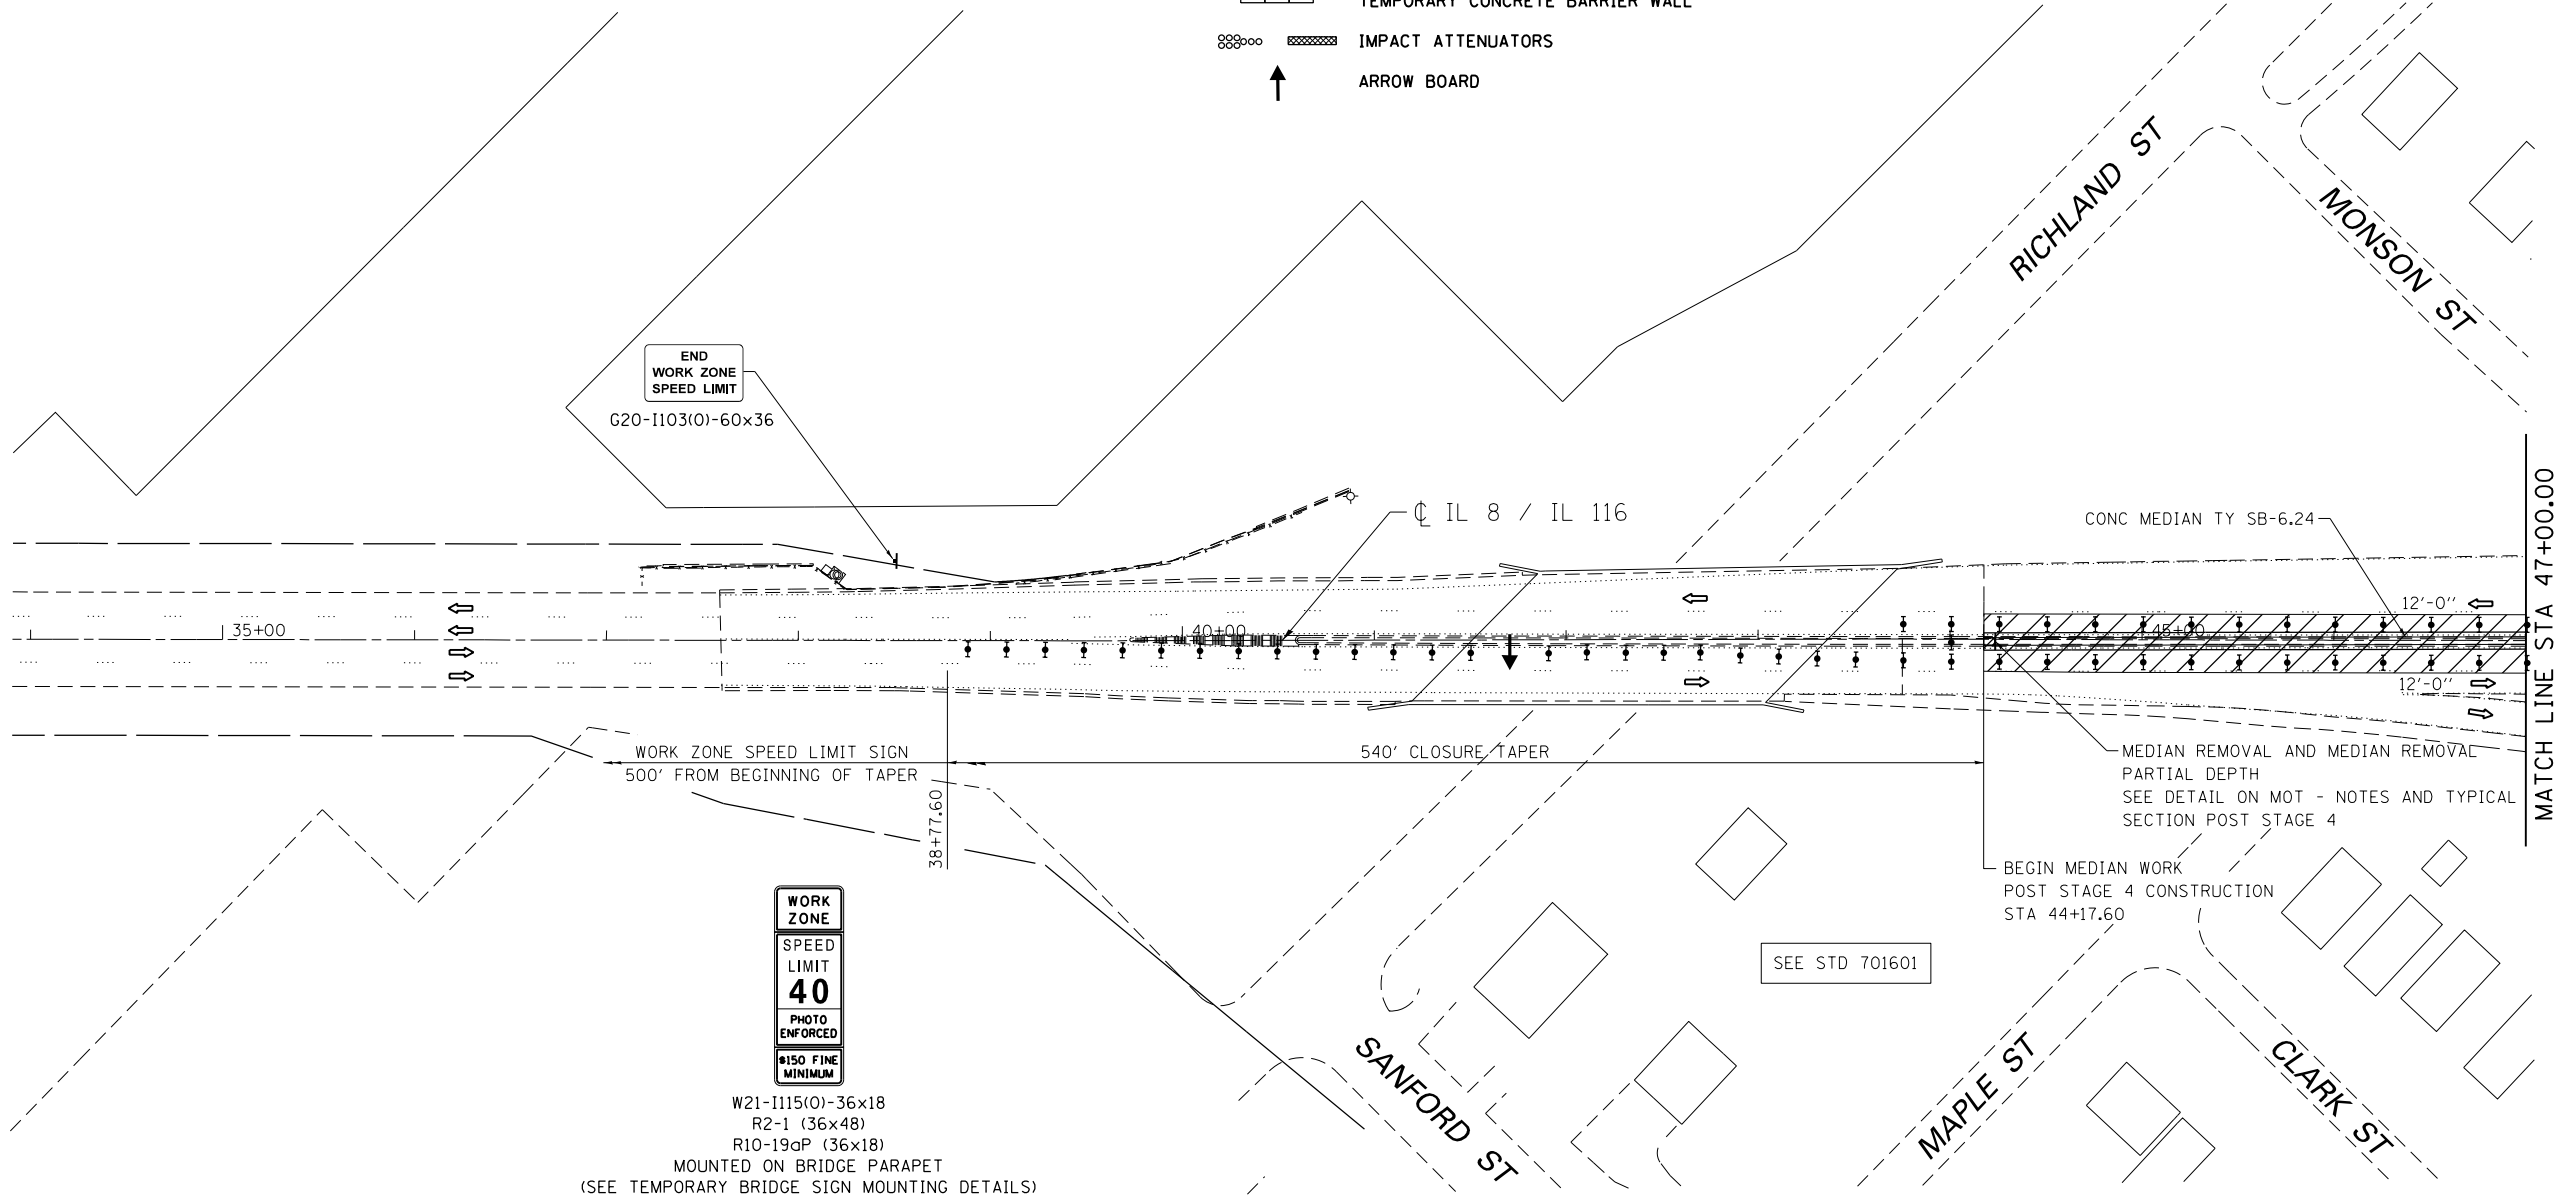 TEMPORARY CONCRETE BARRIER WALL
IMPACT ATTENUATORS
ARROW BOARD
RICHLAND ST
MONSON ST
END
WORK ZONE
SPEED LIMIT
G20-I103(O)-60x36
℄ IL 8 / IL 116
CONC MEDIAN TY SB-6.24
MATCH LINE STA 47+00.00
12'-0"
35+00
40+00
45+00
12'-0"
WORK ZONE SPEED LIMIT SIGN
500' FROM BEGINNING OF TAPER
540' CLOSURE TAPER
38+77.60
MEDIAN REMOVAL AND MEDIAN REMOVAL
PARTIAL DEPTH
SEE DETAIL ON MOT - NOTES AND TYPICAL
SECTION POST STAGE 4
BEGIN MEDIAN WORK
POST STAGE 4 CONSTRUCTION
STA 44+17.60
WORK
ZONE
SPEED
LIMIT
40
PHOTO
ENFORCED
$150 FINE
MINIMUM
W21-I115(O)-36x18
R2-1 (36x48)
R10-19aP (36x18)
MOUNTED ON BRIDGE PARAPET
(SEE TEMPORARY BRIDGE SIGN MOUNTING DETAILS)
SEE STD 701601
SANFORD ST
MAPLE ST
CLARK ST